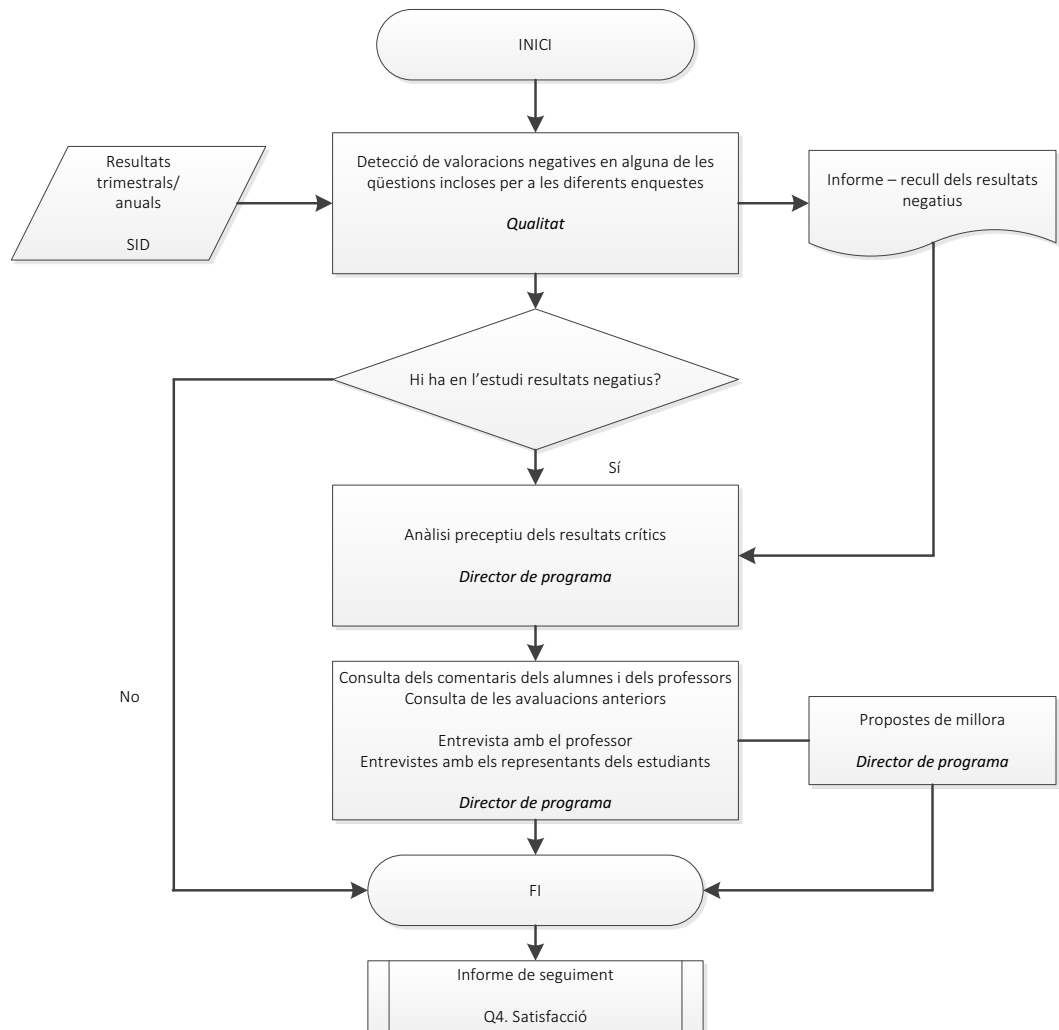 INICI
Resultats
trimestrals/
anuals
SID
Detecció de valoracions negatives en alguna de les
qüestions incloses per a les diferents enquestes
Qualitat
Informe – recull dels resultats
negatius
Hi ha en l’estudi resultats negatius?
Sí
Anàlisi preceptiu dels resultats crítics
Director de programa
No
Consulta dels comentaris dels alumnes i dels professors
Consulta de les avaluacions anteriors
Entrevista amb el professor
Entrevistes amb els representants dels estudiants
Director de programa
Propostes de millora
Director de programa
FI
Informe de seguiment
Q4. Satisfacció